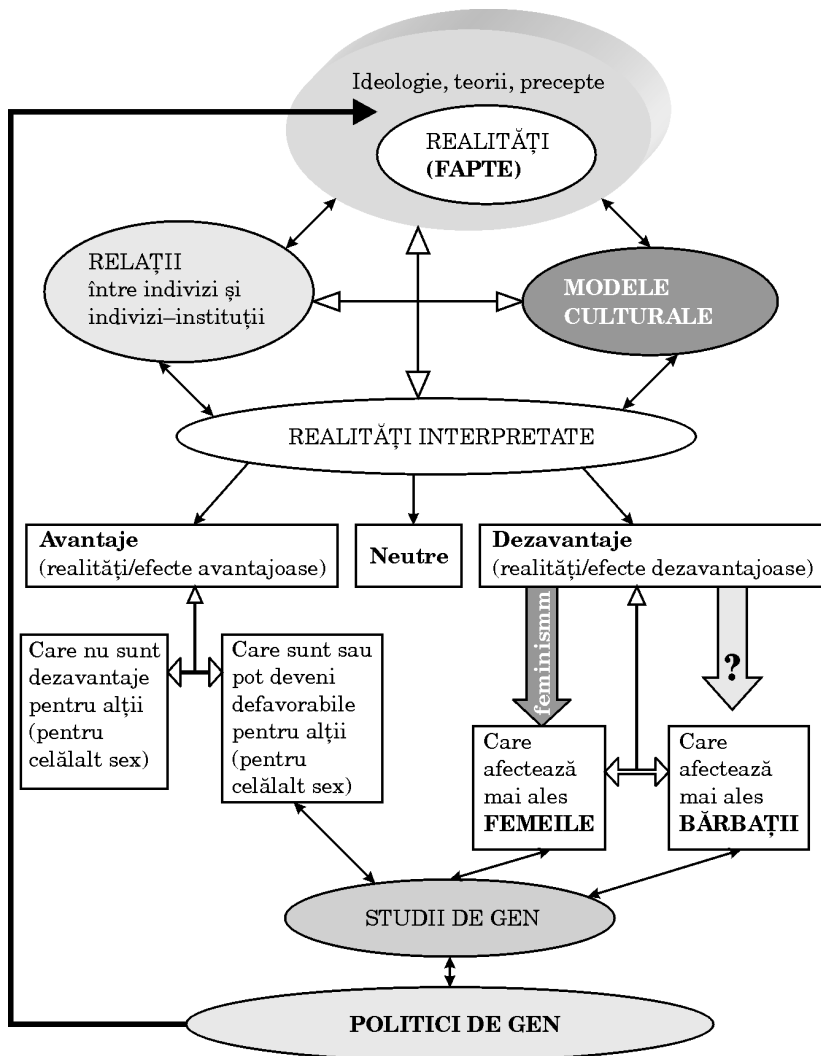 Ideologie, teorii, precepte
REALITĂȚI
(FAPTE)
RELAȚII
între indivizi și
indivizi–instituții
MODELE
CULTURALE
REALITĂȚI INTERPRETATE
Avantaje
(realități/efecte avantajoase)
Neutre
Dezavantaje
(realități/efecte dezavantajoase)
feminismm
?
Care nu sunt
dezavantaje
pentru alții
(pentru
celălalt sex)
Care sunt sau
pot deveni
defavorabile
pentru alții
(pentru
celălalt sex)
Care
afectează
mai ales
FEMEILE
Care
afectează
mai ales
BĂRBAȚII
STUDII DE GEN
POLITICI DE GEN